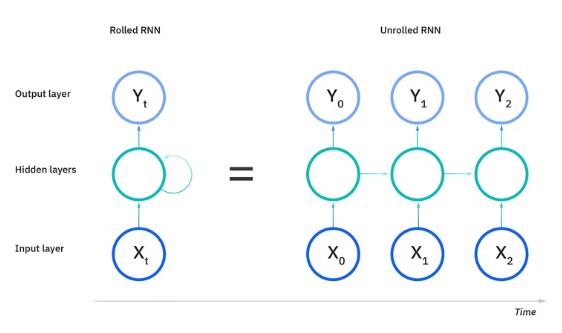 Rolled RNN
Unrolled RNN
Output layer
Yt
Y0
Y1
Y2
Hidden layers
=
Input layer
Xt
X0
X1
X2
Time